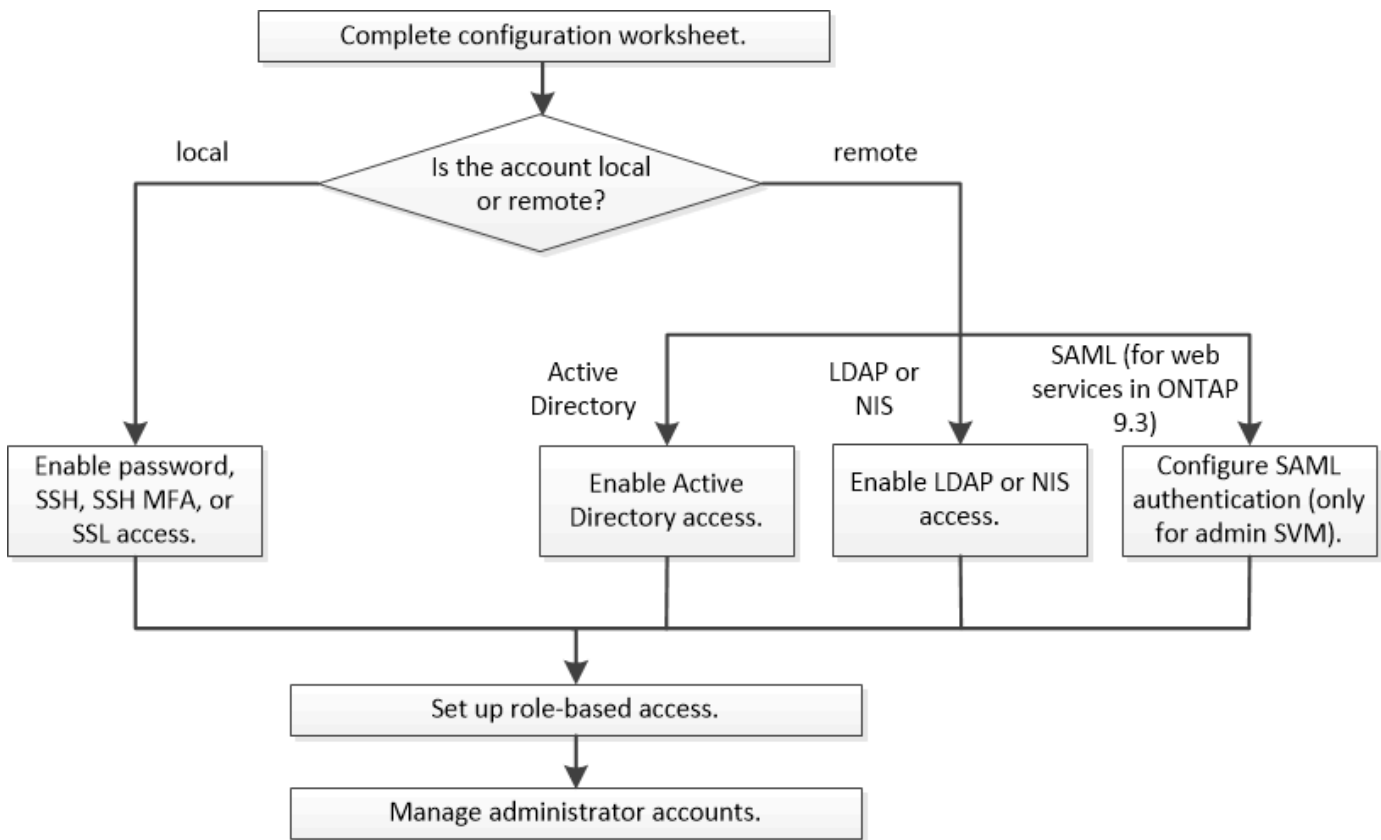 Complete configuration worksheet.
local
Is the account local
or remote?
remote
Active
Directory
LDAP or
NIS
SAML (for web
services in ONTAP
9.3)
Enable password,
SSH, SSH MFA, or
SSL access.
Enable Active
Directory access.
Enable LDAP or NIS
access.
Configure SAML
authentication (only
for admin SVM).
Set up role-based access.
Manage administrator accounts.